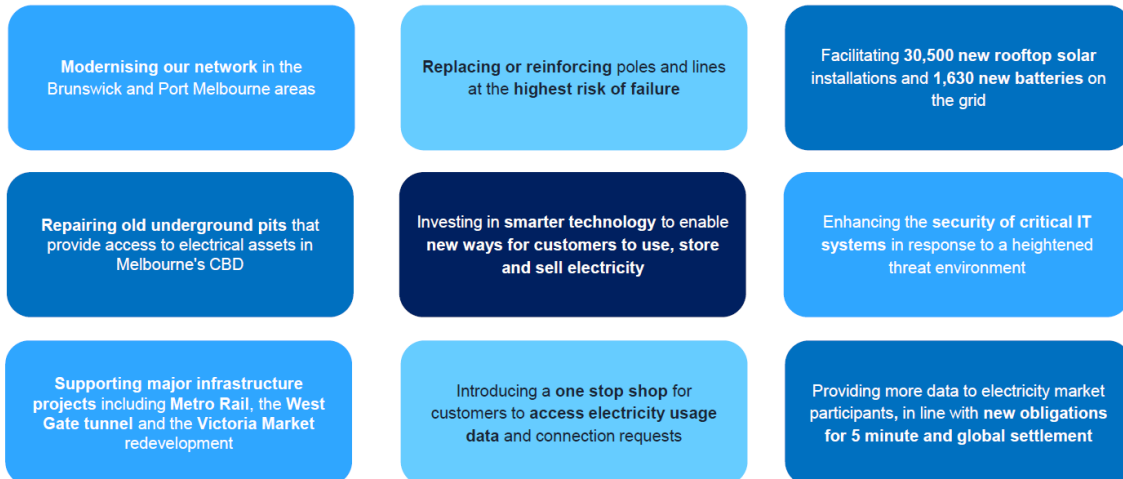 Modernising our network in the
Brunswick and Port Melbourne areas
Replacing or reinforcing poles and lines
at the highest risk of failure
Facilitating 30,500 new rooftop solar
installations and 1,630 new batteries on
the grid
Repairing old underground pits that
provide access to electrical assets in
Melbourne's CBD
Investing in smarter technology to enable
new ways for customers to use, store
and sell electricity
Enhancing the security of critical IT
systems in response to a heightened
threat environment
Supporting major infrastructure
projects including Metro Rail, the West
Gate tunnel and the Victoria Market
redevelopment
Introducing a one stop shop for
customers to access electricity usage
data and connection requests
Providing more data to electricity market
participants, in line with new obligations
for 5 minute and global settlement